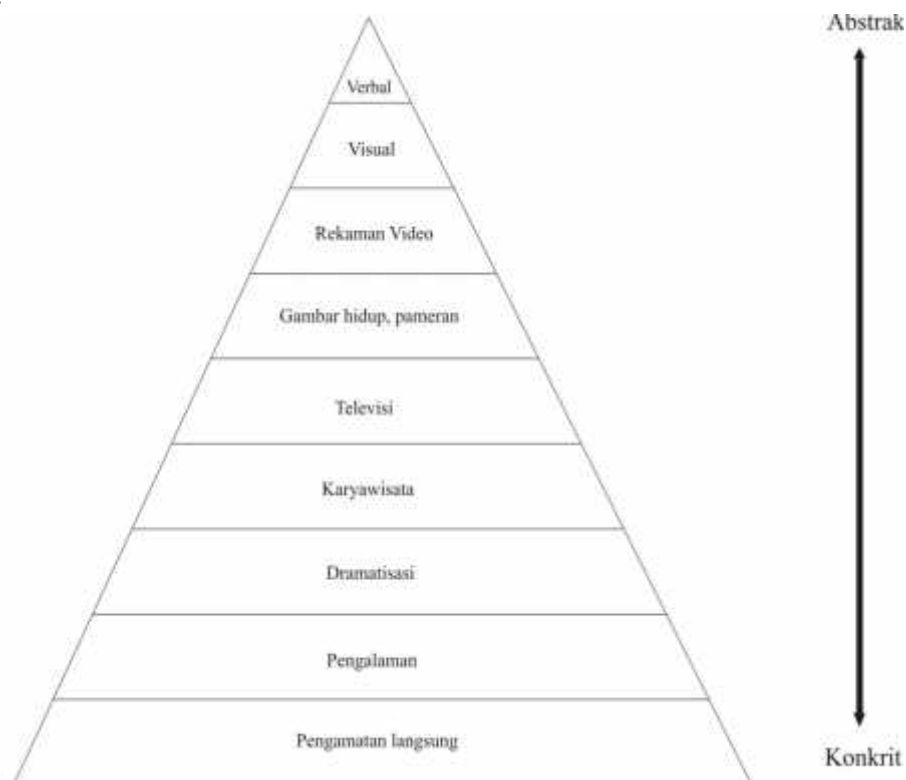 Abstrak
Verbal
Visual
Rekaman Video
Gambar hidup, pameran
Televisi
Karyawisata
Dramatisasi
Pengalaman
Pengamatan langsung
Konkrit